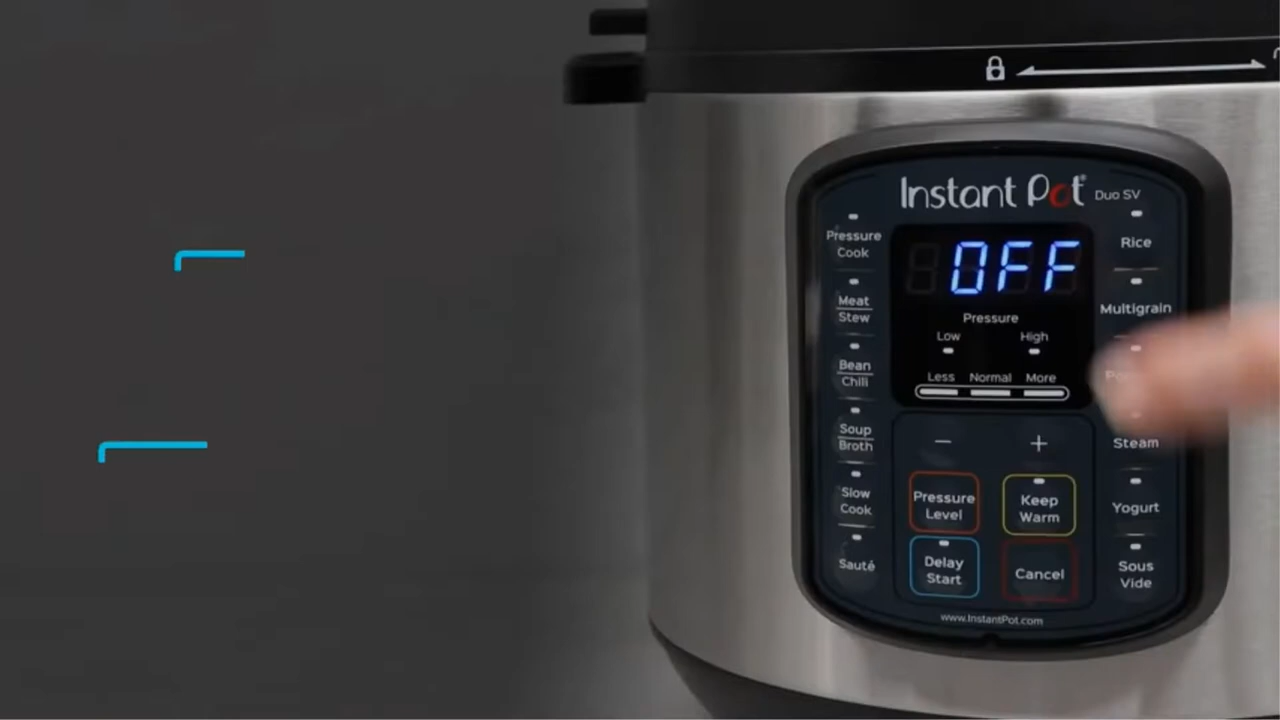 Instant Pot® Duo SV
OFF
Pressure
Low High
Less Normal More
Pressure
Cook
Meat
Stew
Bean
Chili
Soup
Broth
Slow
Cook
Sauté
− +
Pressure
Level
Keep
Warm
Delay
Start
Cancel
Rice
Multigrain
Steam
Yogurt
Sous
Vide
www.InstantPot.com